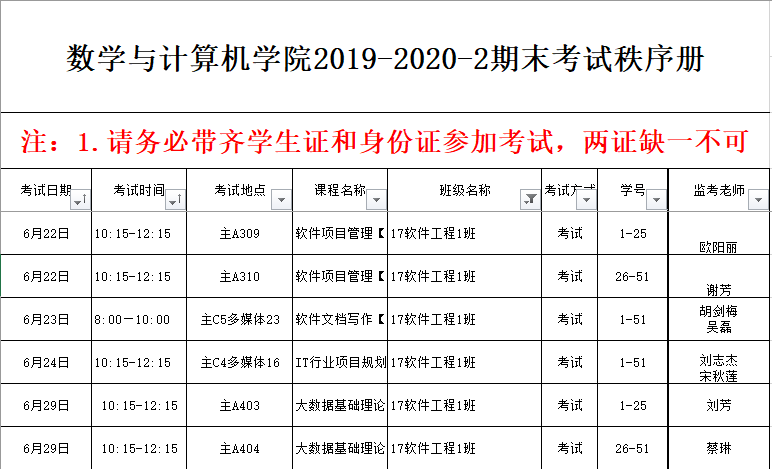 数学与计算机学院2019-2020-2期末考试秩序册
注：1.请务必带齐学生证和身份证参加考试，两证缺一不可
考试日期 考试时间 考试地点 课程名称 班级名称 考试方式 学号 监考老师
6月22日 10:15-12:15 主A309 软件项目管理【 17软件工程1班 考试 1-25 欧阳丽
6月22日 10:15-12:15 主A310 软件项目管理【 17软件工程1班 考试 26-51 谢芳
6月23日 8:00—10:00 主C5多媒体23 软件文档写作【 17软件工程1班 考试 1-51 胡剑梅
吴磊
6月24日 10:15-12:15 主C4多媒体16 IT行业项目规划 17软件工程1班 考试 1-51 刘志杰
宋秋莲
6月29日 10:15-12:15 主A403 大数据基础理论 17软件工程1班 考试 1-25 刘芳
6月29日 10:15-12:15 主A404 大数据基础理论 17软件工程1班 考试 26-51 蔡琳